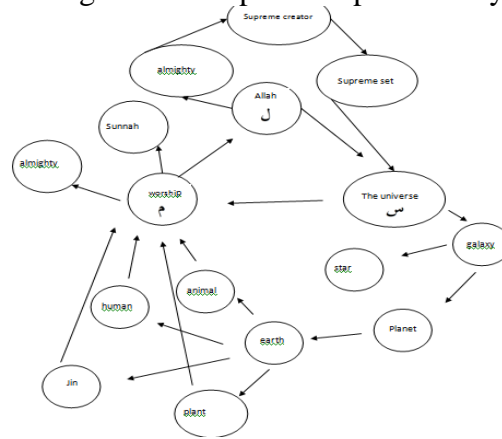 Supreme creator
almighty
Supreme set
Allah
ل
Sunnah
almighty
worship
م
The universe
س
galaxy
star
animal
human
Planet
earth
Jin
plant